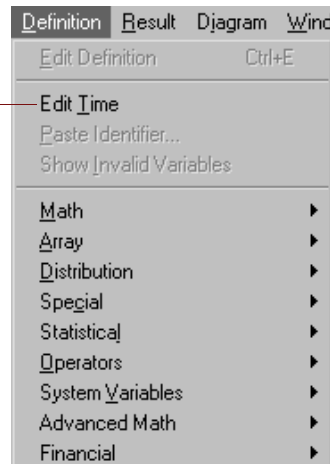 Definition Result Diagram Winc
Edit Definition Ctrl+E
Edit Time
Paste Identifier...
Show Invalid Variables
Math
Array
Distribution
Special
Statistical
Operators
System Variables
Advanced Math
Financial